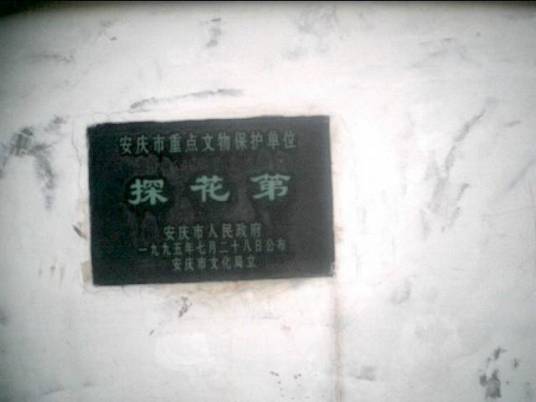 安庆市重点文物保护单位
探花第
安庆市人民政府
一九九五年七月二十八日公布
安庆市文化局立